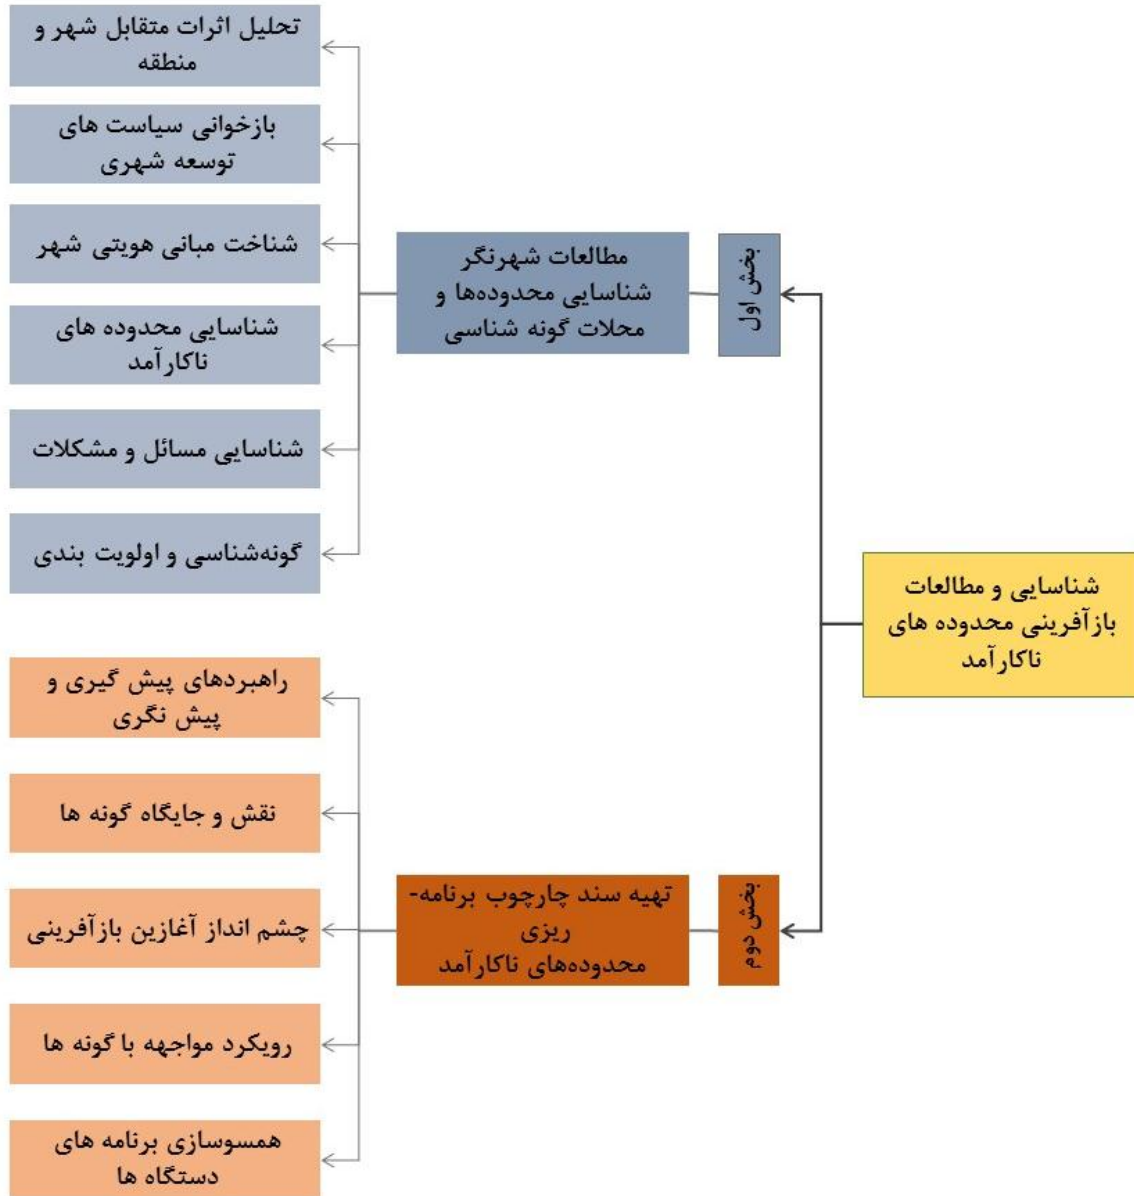 شناسایی و مطالعات
بازآفرینی محدوده های
ناکارآمد
بخش اول
مطالعات شهرنگر
شناسایی محدوده‌ها و
محلات گونه شناسی
تحلیل اثرات متقابل شهر و
منطقه
بازخوانی سیاست های
توسعه شهری
شناخت مبانی هویتی شهر
شناسایی محدوده های
ناکارآمد
شناسایی مسائل و مشکلات
گونه‌شناسی و اولویت بندی
بخش دوم
تهیه سند چارچوب برنامه-
ریزی
محدوده‌های ناکارآمد
راهبردهای پیش گیری و
پیش نگری
نقش و جایگاه گونه ها
چشم انداز آغازین بازآفرینی
رویکرد مواجهه با گونه ها
همسوسازی برنامه های
دستگاه ها